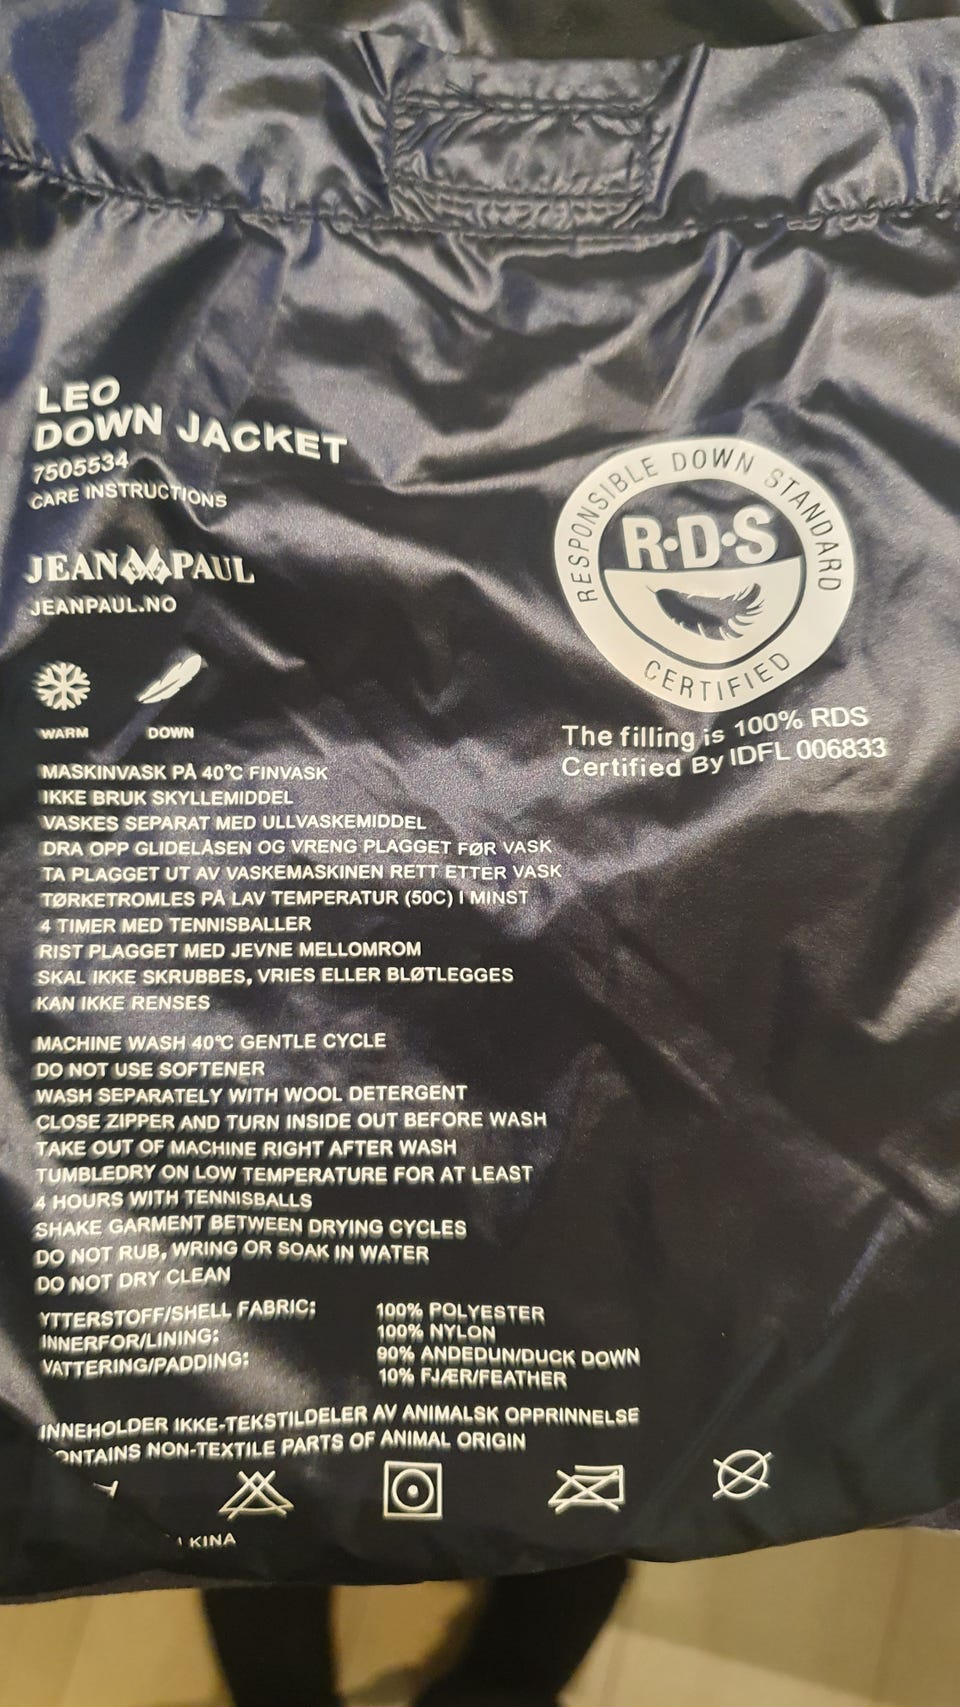 LEO
DOWN JACKET
7505534
CARE INSTRUCTIONS
JEAN PAUL
JEANPAUL.NO
WARM DOWN
RESPONSIBLE DOWN STANDARD
R·D·S
CERTIFIED
The filling is 100% RDS
Certified By IDFL 006833
MASKINVASK PÅ 40°C FINVASK
IKKE BRUK SKYLLEMIDDEL
VASKES SEPARAT MED ULLVASKEMIDDEL
DRA OPP GLIDELÅSEN OG VRENG PLAGGET FØR VASK
TA PLAGGET UT AV VASKEMASKINEN RETT ETTER VASK
TØRKETROMLES PÅ LAV TEMPERATUR (50C) I MINST
4 TIMER MED TENNISBALLER
RIST PLAGGET MED JEVNE MELLOMROM
SKAL IKKE SKRUBBES, VRIES ELLER BLØTLEGGES
KAN IKKE RENSES
MACHINE WASH 40°C GENTLE CYCLE
DO NOT USE SOFTENER
WASH SEPARATELY WITH WOOL DETERGENT
CLOSE ZIPPER AND TURN INSIDE OUT BEFORE WASH
TAKE OUT OF MACHINE RIGHT AFTER WASH
TUMBLEDRY ON LOW TEMPERATURE FOR AT LEAST
4 HOURS WITH TENNISBALLS
SHAKE GARMENT BETWEEN DRYING CYCLES
DO NOT RUB, WRING OR SOAK IN WATER
DO NOT DRY CLEAN
YTTERSTOFF/SHELL FABRIC: 100% POLYESTER
INNERFOR/LINING: 100% NYLON
VATTERING/PADDING: 90% ANDEDUN/DUCK DOWN
10% FJÆR/FEATHER
INNEHOLDER IKKE-TEKSTILDELER AV ANIMALSK OPPRINNELSE
ONTAINS NON-TEXTILE PARTS OF ANIMAL ORIGIN
KINA